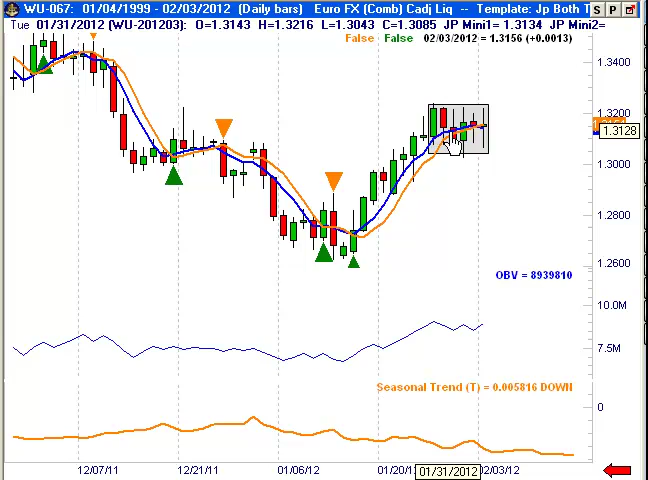 WU-067: 01/04/1999 - 02/03/2012 (Daily bars) Euro FX (Comb) Cadj Liq -- Template: Jp Both T
S P
Tue 01/31/2012 (WU-201203) O=1.3143 H=1.3216 L=1.3043 C=1.3085 JP Mini1= 1.3134 JP Mini2=
False False 02/03/2012 = 1.3156 (+0.0013)
1.3400
1.3200
1.3128
1.3000
1.2800
1.2600
OBV = 8939810
10.0M
7.5M
Seasonal Trend (T) = 0.005816 DOWN
0
12/07/11 12/21/11 01/06/12 01/20/1 01/31/2012 02/03/12